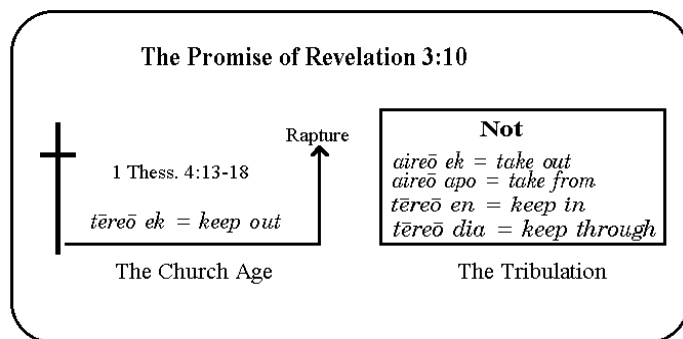 The Promise of Revelation 3:10
Rapture
1 Thess. 4:13-18
tēreō ek = keep out
The Church Age
Not
aireō ek = take out
aireō apo = take from
tēreō en = keep in
tēreō dia = keep through
The Tribulation